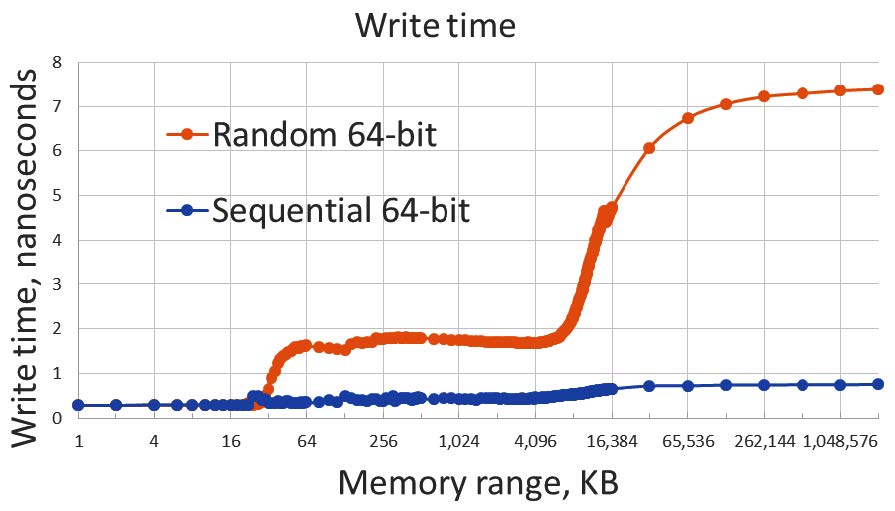 Write time
Write time, nanoseconds
8
7
6
5
4
3
2
1
0
Random 64-bit
Sequential 64-bit
1 4 16 64 256 1,024 4,096 16,384 65,536 262,144 1,048,576
Memory range, KB